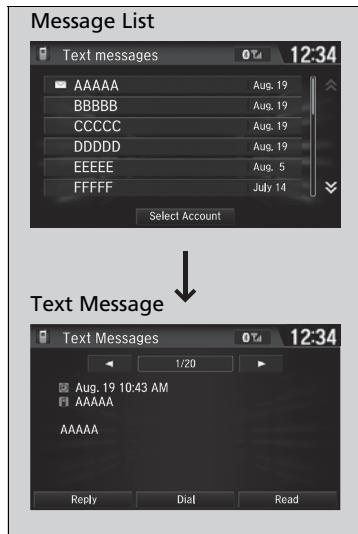 Message List
Text messages 12:34
AAAAA Aug. 19
BBBBB Aug. 19
CCCCC Aug. 19
DDDDD Aug. 19
EEEEE Aug. 5
FFFFF July 14
Select Account
Text Message
Text Messages 12:34
1/20
Aug. 19 10:43 AM
AAAAA
AAAAA
Reply Dial Read